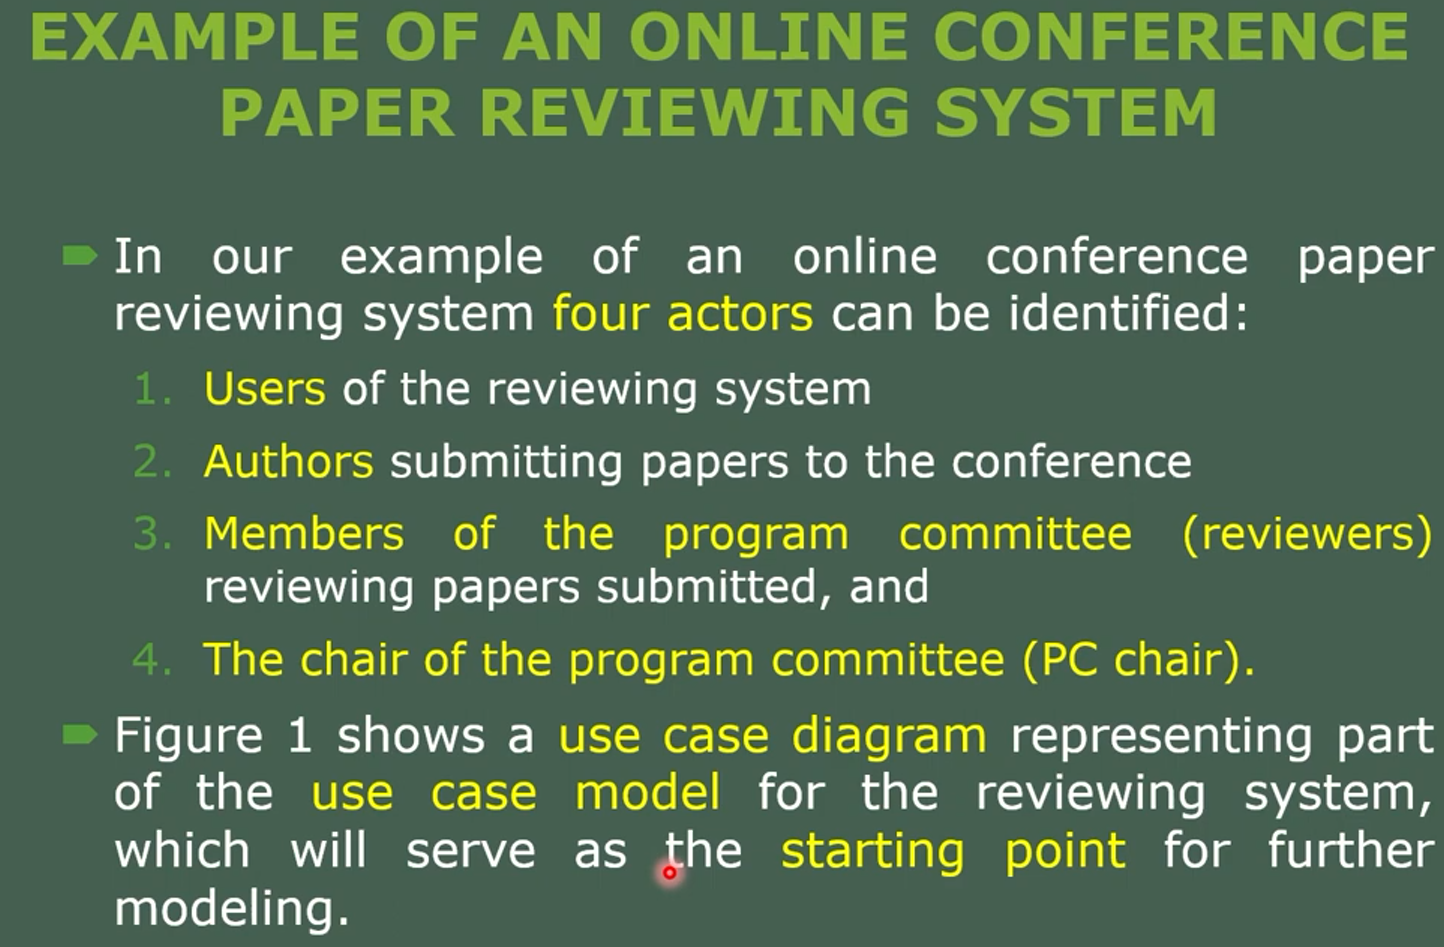 EXAMPLE OF AN ONLINE CONFERENCE
PAPER REVIEWING SYSTEM
In our example of an online conference paper
reviewing system four actors can be identified:
1. Users of the reviewing system
2. Authors submitting papers to the conference
3. Members of the program committee (reviewers)
reviewing papers submitted, and
4. The chair of the program committee (PC chair).
Figure 1 shows a use case diagram representing part
of the use case model for the reviewing system,
which will serve as the starting point for further
modeling.